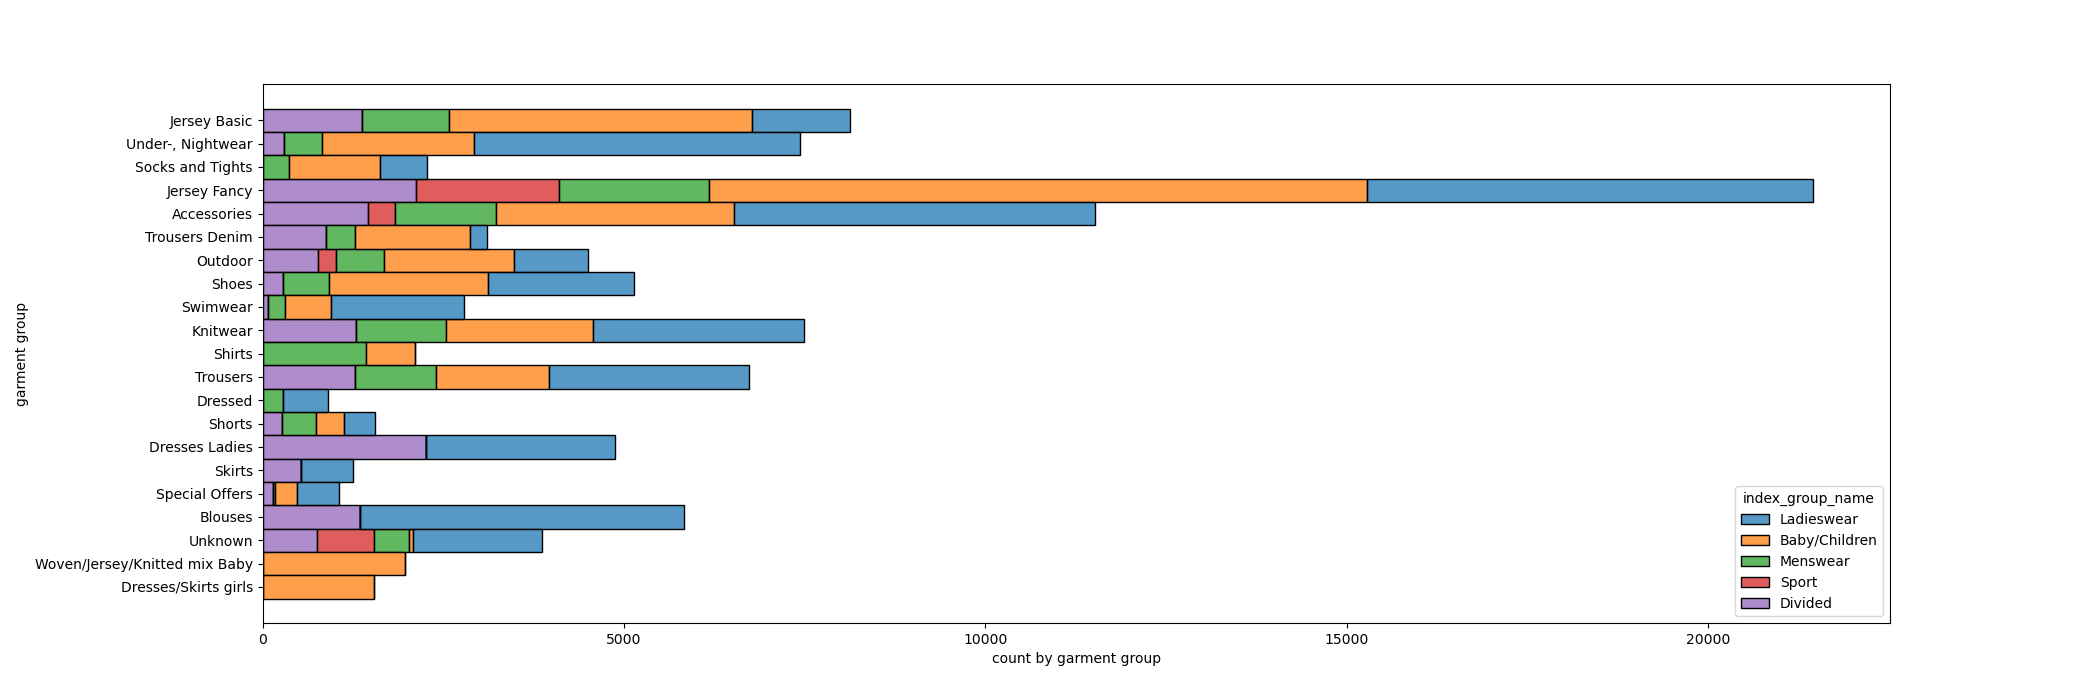 Jersey Basic
Under-, Nightwear
Socks and Tights
Jersey Fancy
Accessories
Trousers Denim
Outdoor
Shoes
Swimwear
Knitwear
Shirts
Trousers
Dressed
Shorts
Dresses Ladies
Skirts
Special Offers
Blouses
Unknown
Woven/Jersey/Knitted mix Baby
Dresses/Skirts girls
garment group
0 5000 10000 15000 20000
count by garment group
index_group_name
Ladieswear
Baby/Children
Menswear
Sport
Divided